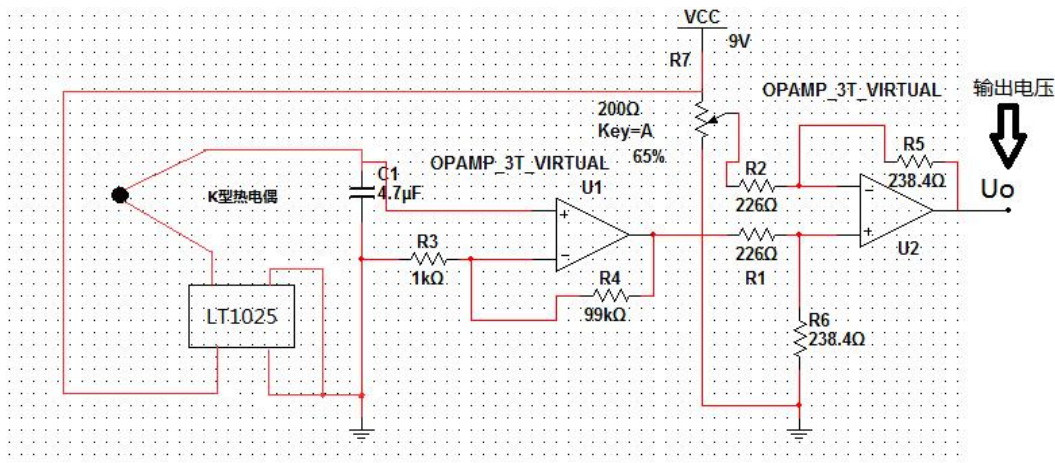 VCC
9V
R7
OPAMP_3T_VIRTUAL
输出电压
200Ω
Key=A
65%
R5
238.4Ω
OPAMP_3T_VIRTUAL
C1
4.7µF
U1
R2
226Ω
Uo
K型热电偶
R3
1kΩ
226Ω
R1
U2
R4
99kΩ
LT1025
R6
238.4Ω